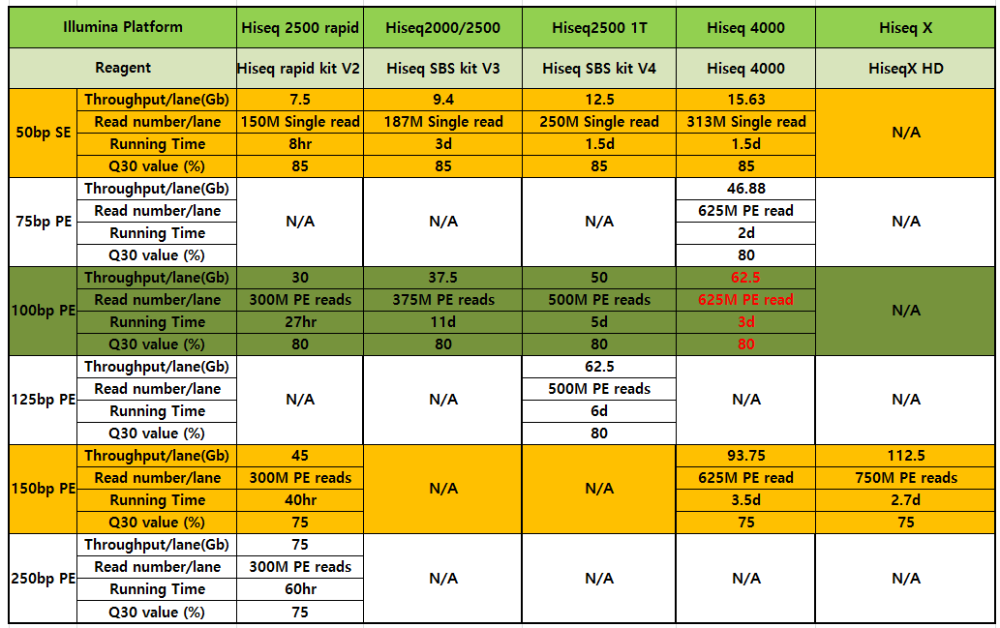 Illumina Platform Hiseq 2500 rapid Hiseq2000/2500 Hiseq2500 1T Hiseq 4000 Hiseq X
Reagent Hiseq rapid kit V2 Hiseq SBS kit V3 Hiseq SBS kit V4 Hiseq 4000 HiseqX HD
50bp SE
Throughput/lane(Gb) 7.5 9.4 12.5 15.63
Read number/lane 150M Single read 187M Single read 250M Single read 313M Single read
N/A
Running Time 8hr 3d 1.5d 1.5d
Q30 value (%) 85 85 85 85
75bp PE
Throughput/lane(Gb) 46.88
Read number/lane 625M PE read
N/A N/A N/A N/A
Running Time 2d
Q30 value (%) 80
100bp PE
Throughput/lane(Gb) 30 37.5 50 62.5
Read number/lane 300M PE reads 375M PE reads 500M PE reads 625M PE read
N/A
Running Time 27hr 11d 5d 3d
Q30 value (%) 80 80 80 80
125bp PE
Throughput/lane(Gb) 62.5
Read number/lane 500M PE reads
N/A N/A N/A N/A
Running Time 6d
Q30 value (%) 80
150bp PE
Throughput/lane(Gb) 45 93.75 112.5
Read number/lane 300M PE reads 625M PE read 750M PE reads
N/A N/A
Running Time 40hr 3.5d 2.7d
Q30 value (%) 75 75 75
250bp PE
Throughput/lane(Gb) 75
Read number/lane 300M PE reads
N/A N/A N/A N/A
Running Time 60hr
Q30 value (%) 75